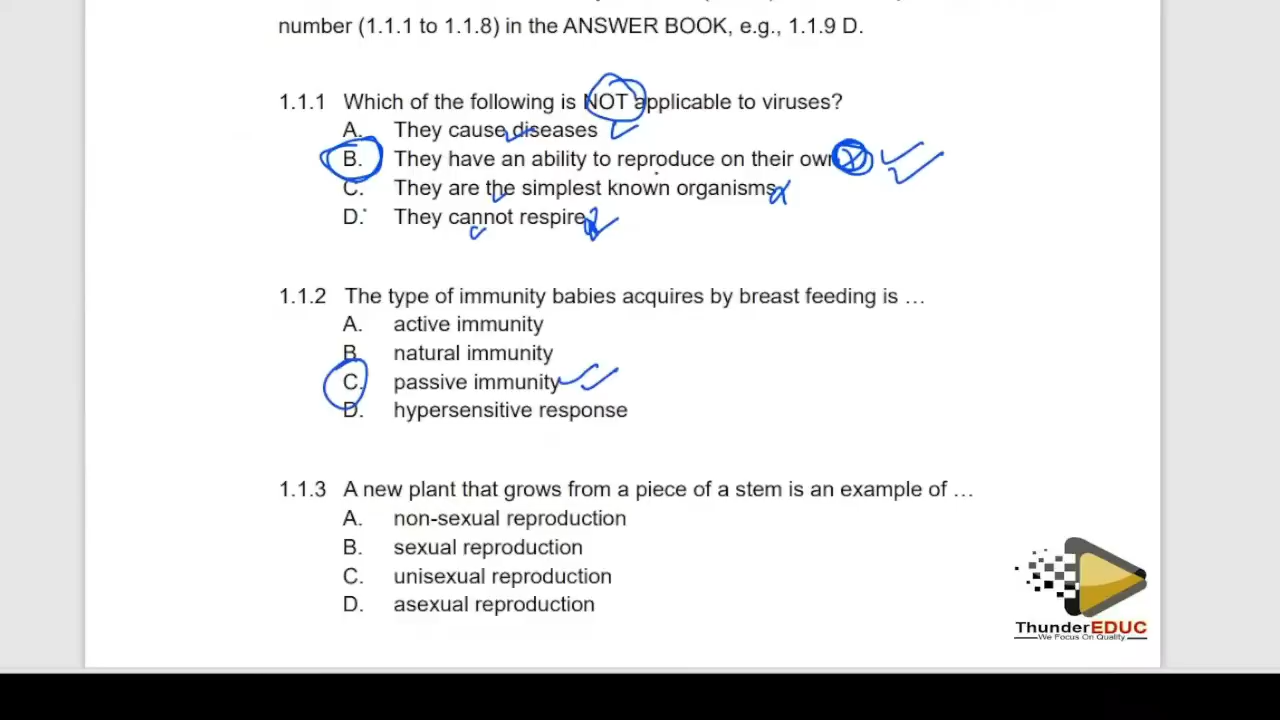 number (1.1.1 to 1.1.8) in the ANSWER BOOK, e.g., 1.1.9 D.
1.1.1 Which of the following is NOT applicable to viruses?
A. They cause diseases
B. They have an ability to reproduce on their own
C. They are the simplest known organisms
D. They cannot respire
1.1.2 The type of immunity babies acquires by breast feeding is …
A. active immunity
B. natural immunity
C. passive immunity
D. hypersensitive response
1.1.3 A new plant that grows from a piece of a stem is an example of …
A. non-sexual reproduction
B. sexual reproduction
C. unisexual reproduction
D. asexual reproduction
ThunderEDUC
We Focus On Quality